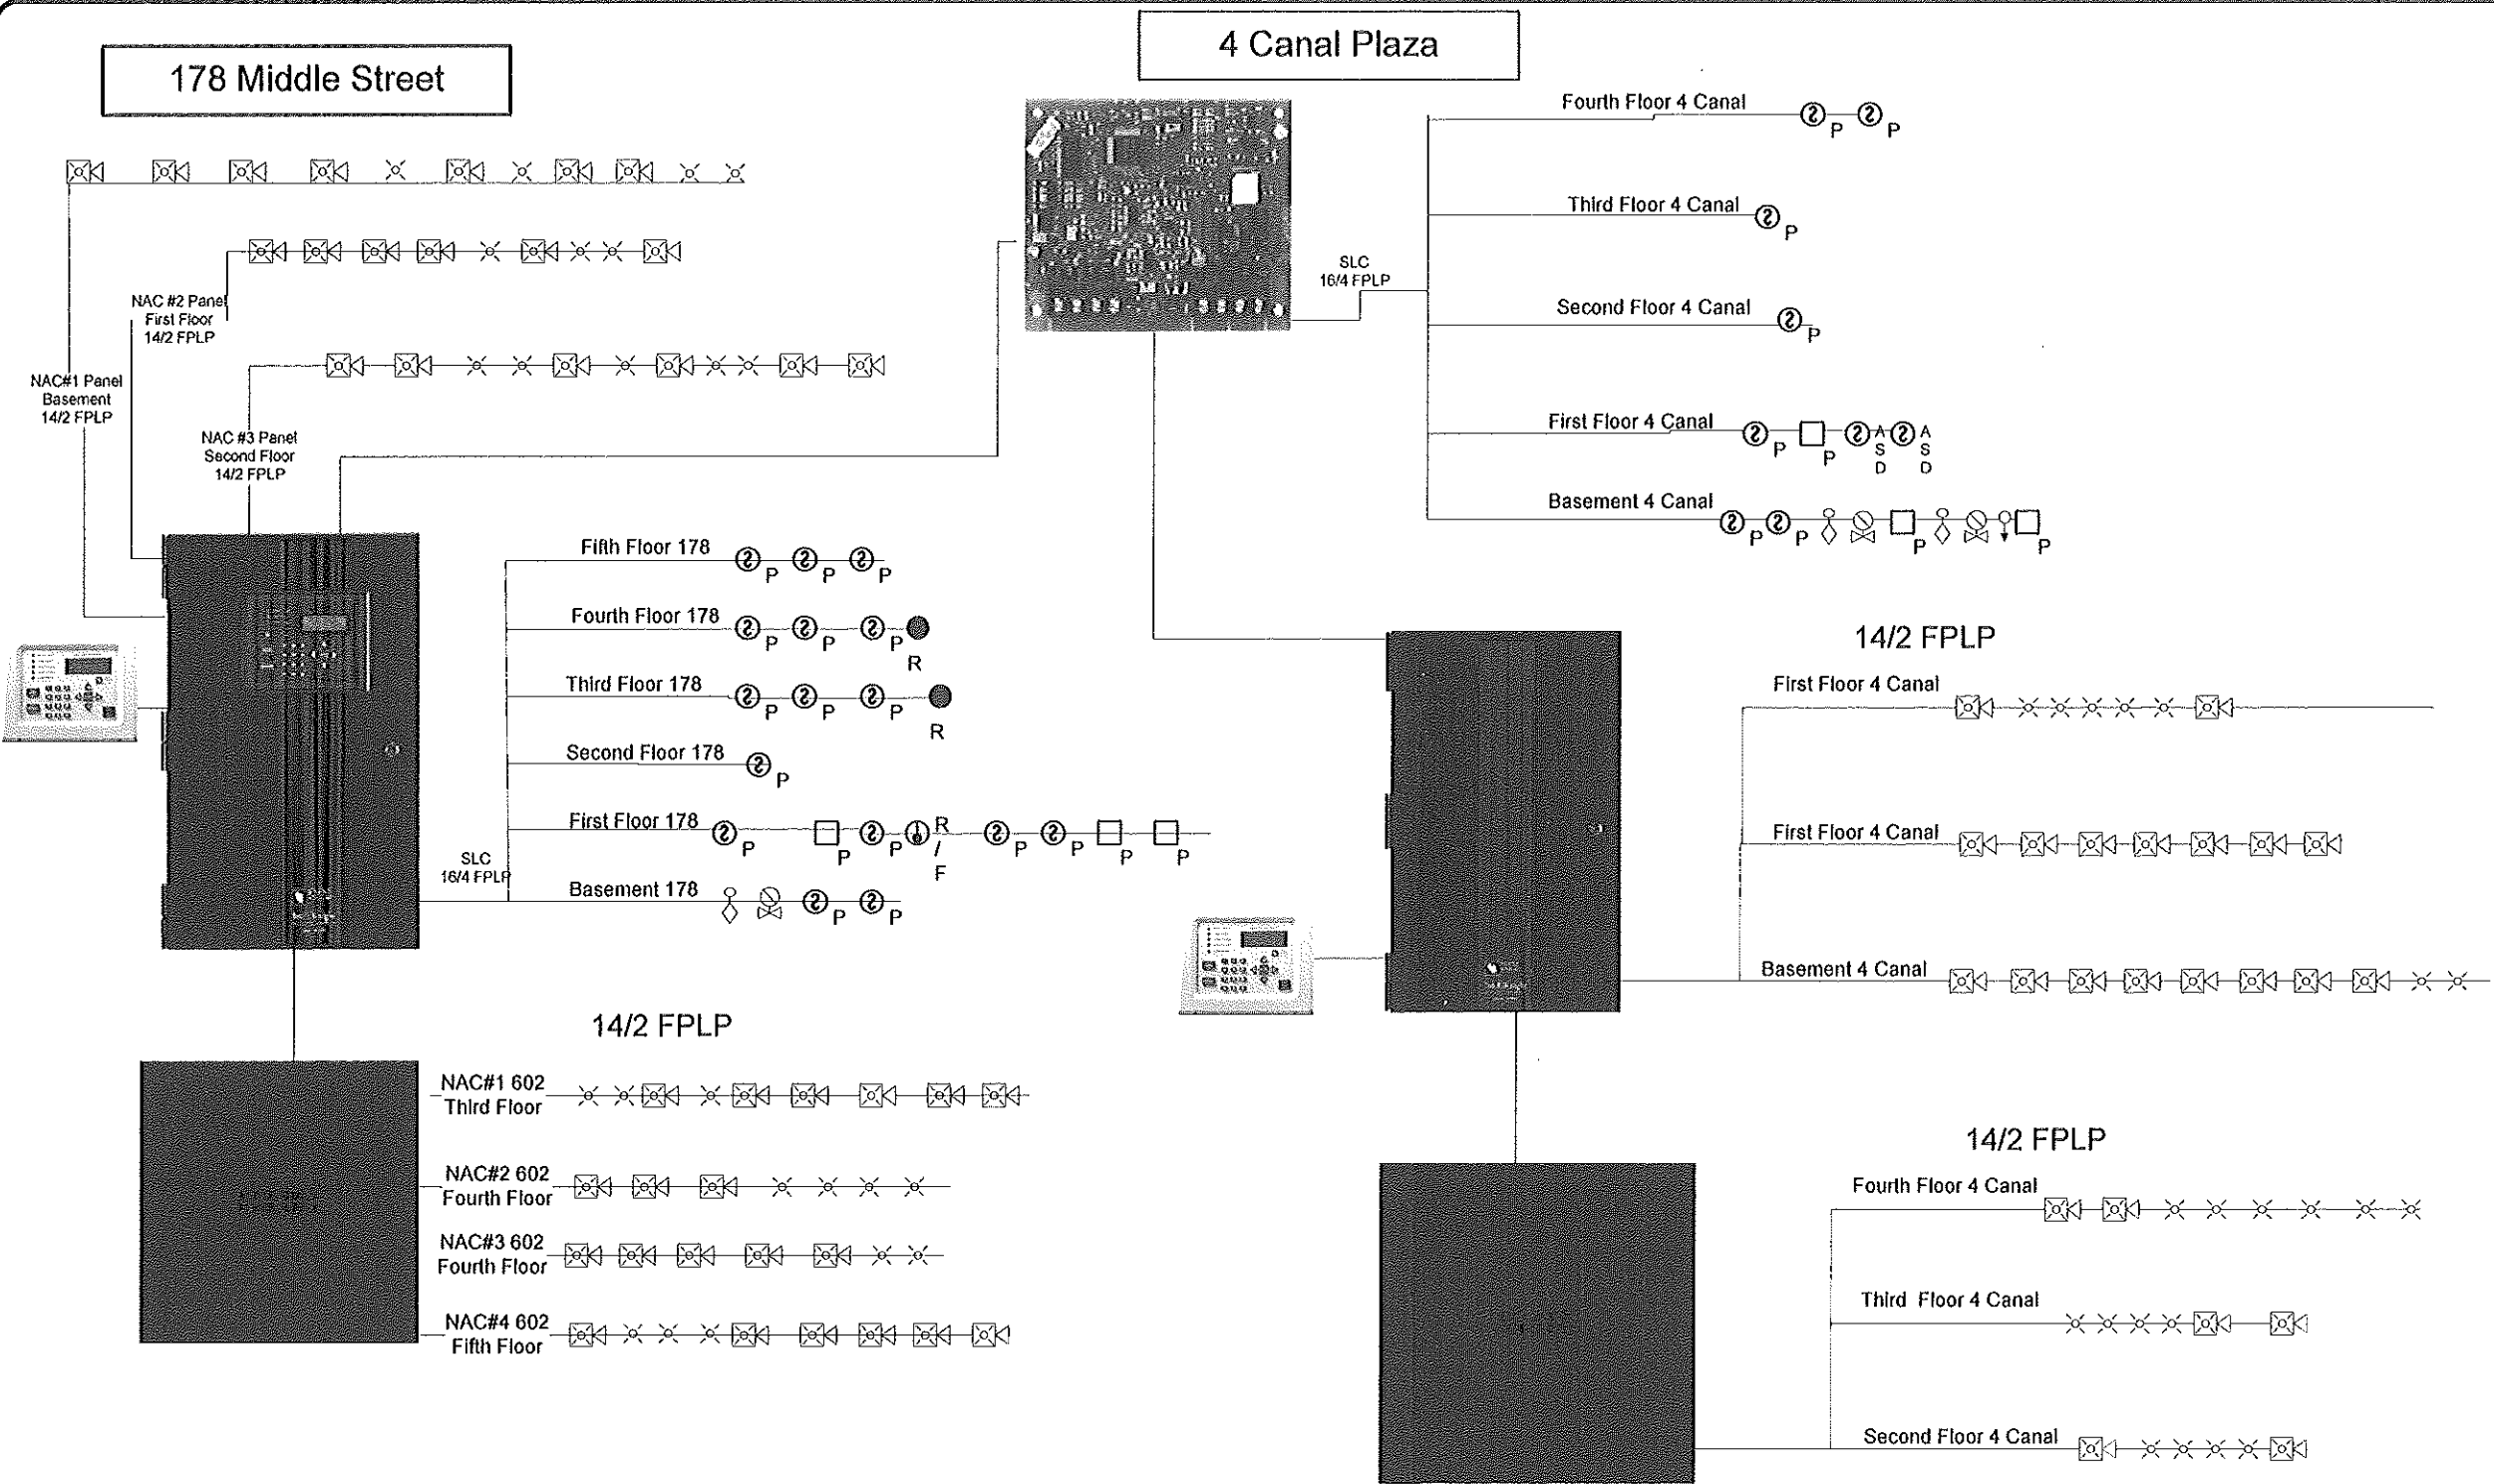 178 Middle Street
4 Canal Plaza
NAC#1 Panel
Basement
14/2 FPLP
NAC #2 Panel
First Floor
14/2 FPLP
NAC #3 Panel
Second Floor
14/2 FPLP
Fifth Floor 178
P P P
Fourth Floor 178
P P P
R
Third Floor 178
P P P
R
Second Floor 178
P
First Floor 178
P P P R / F P P P P
SLC
16/4 FPLP
Basement 178
P P
14/2 FPLP
NAC#1 602
Third Floor
NAC#2 602
Fourth Floor
NAC#3 602
Fourth Floor
NAC#4 602
Fifth Floor
SLC
16/4 FPLP
Fourth Floor 4 Canal
P P
Third Floor 4 Canal
P
Second Floor 4 Canal
P
First Floor 4 Canal
P P ASD ASD
Basement 4 Canal
P P P P
14/2 FPLP
First Floor 4 Canal
First Floor 4 Canal
Basement 4 Canal
14/2 FPLP
Fourth Floor 4 Canal
Third Floor 4 Canal
Second Floor 4 Canal